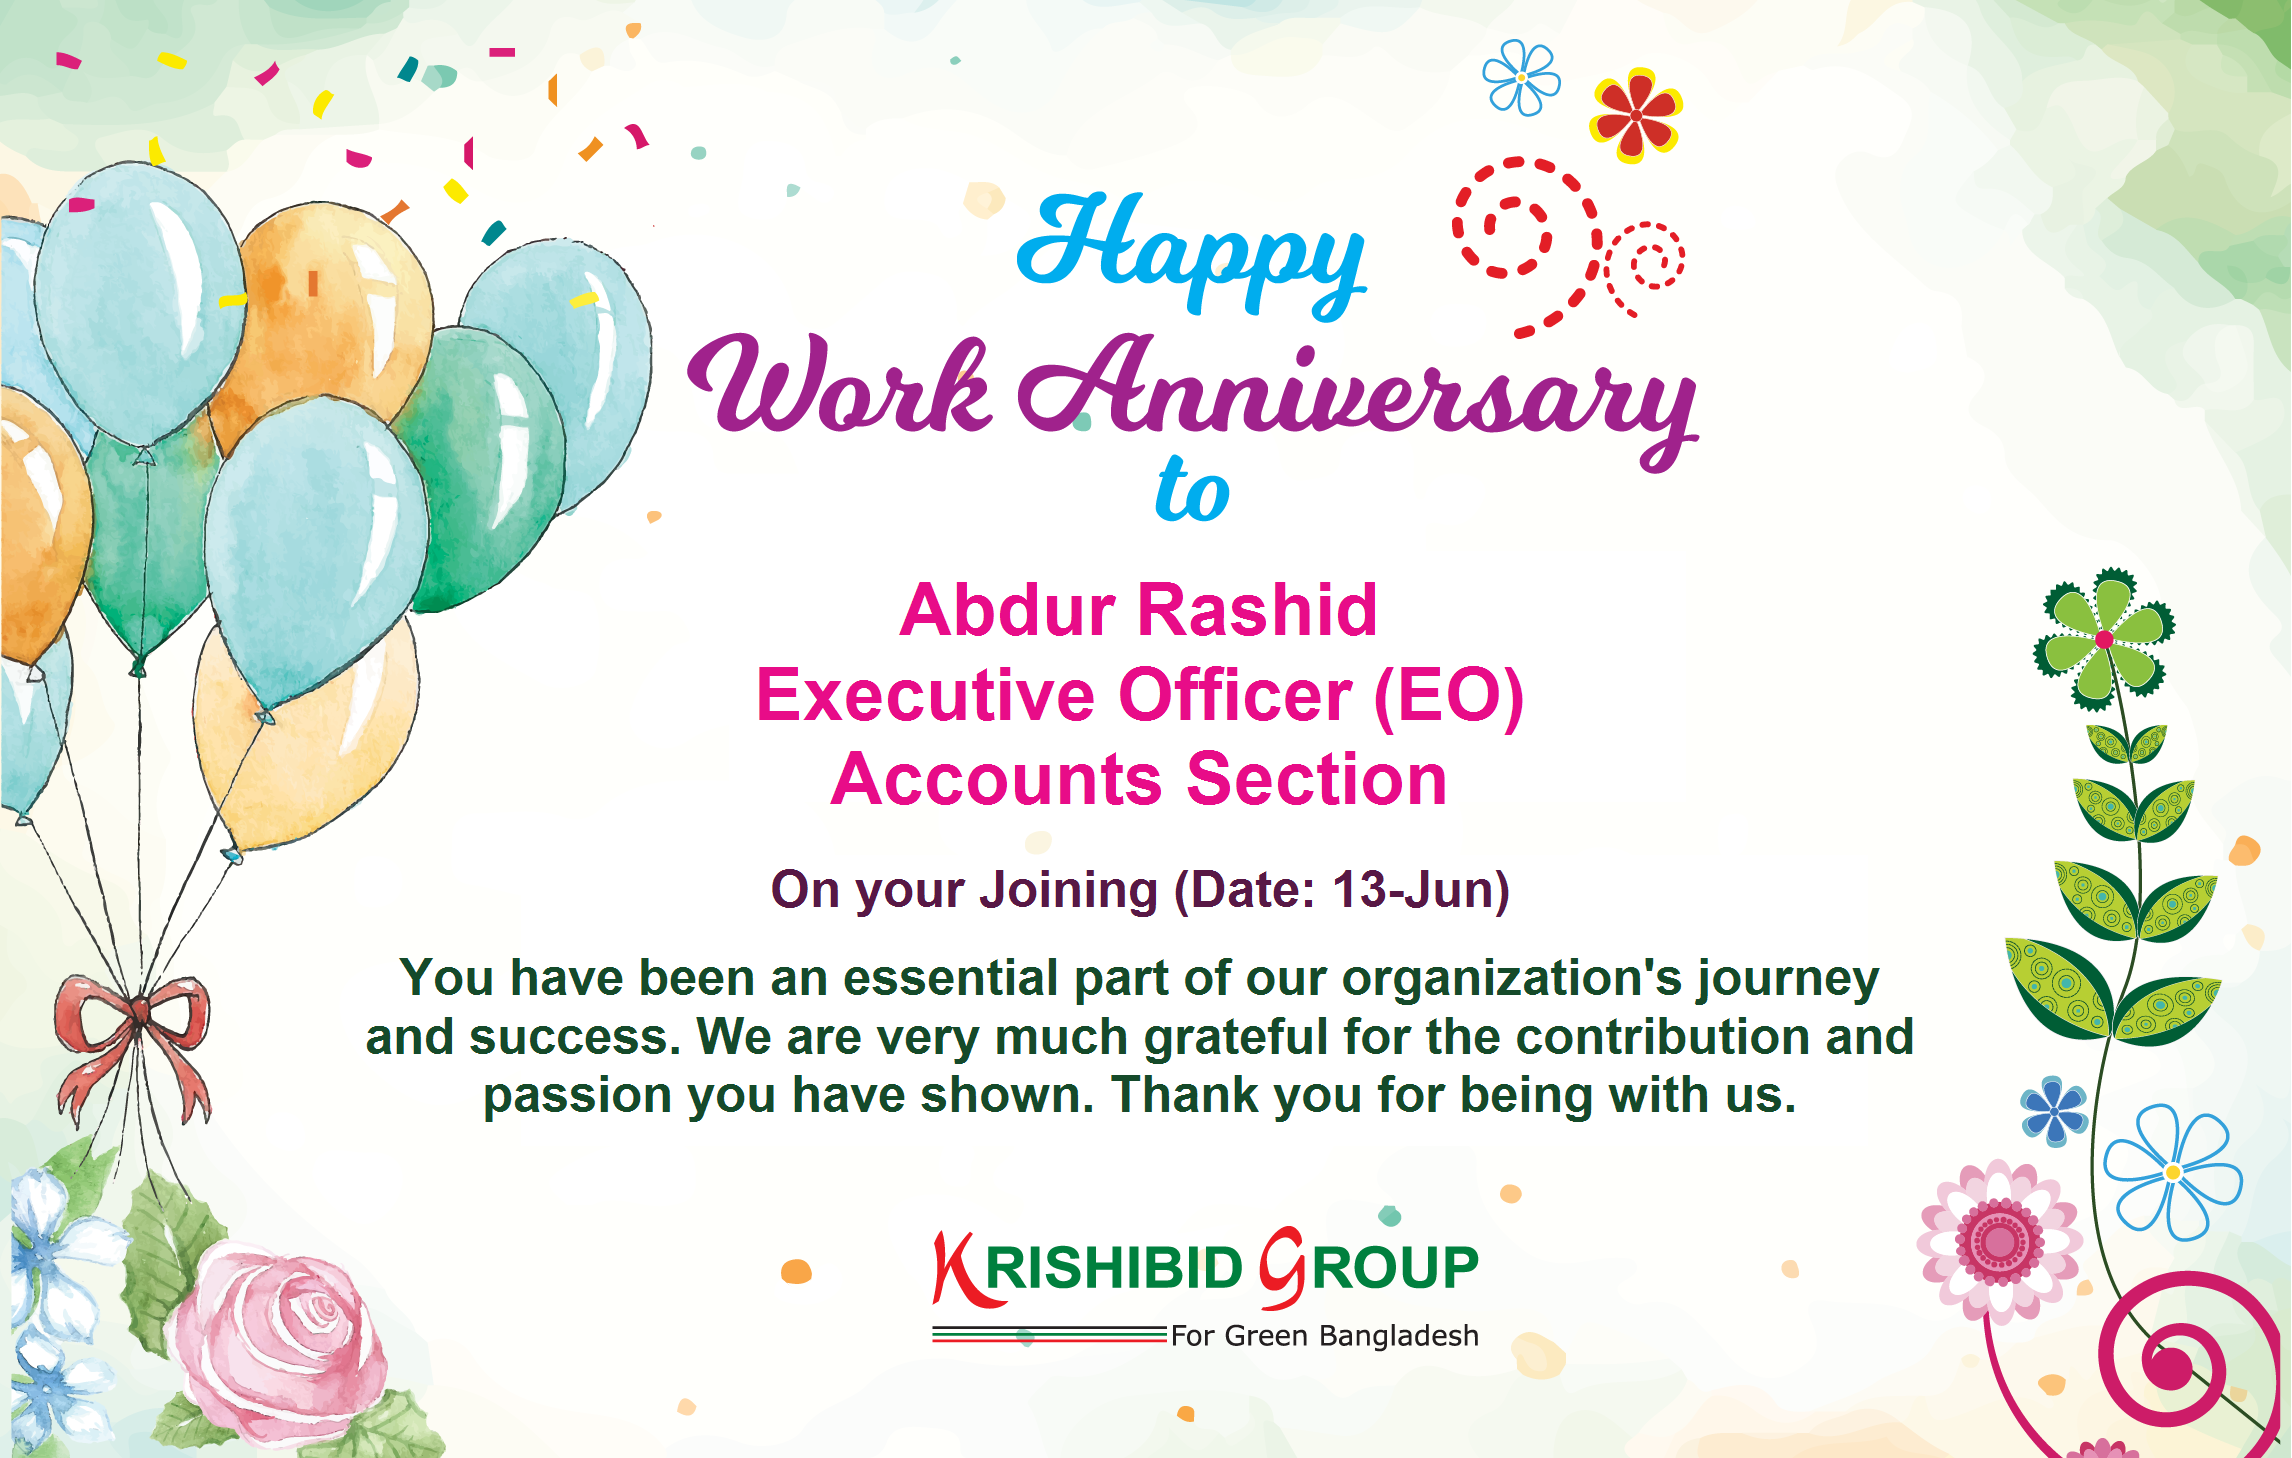 Happy
Work Anniversary
to
Abdur Rashid
Executive Officer (EO)
Accounts Section
On your Joining (Date: 13-Jun)
You have been an essential part of our organization's journey
and success. We are very much grateful for the contribution and
passion you have shown. Thank you for being with us.
KRISHIBID GROUP
For Green Bangladesh